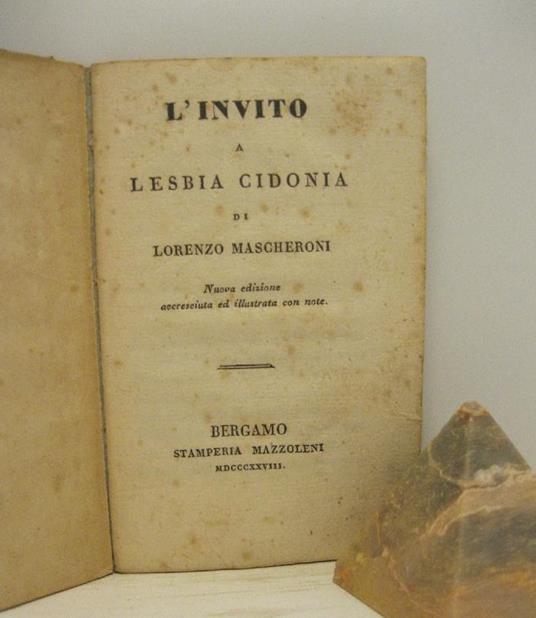 L'INVITO
A
LESBIA CIDONIA
DI
LORENZO MASCHERONI
Nuova edizione
accresciuta ed illustrata con note.
BERGAMO
STAMPERIA MAZZOLENI
MDCCCXXVIII.